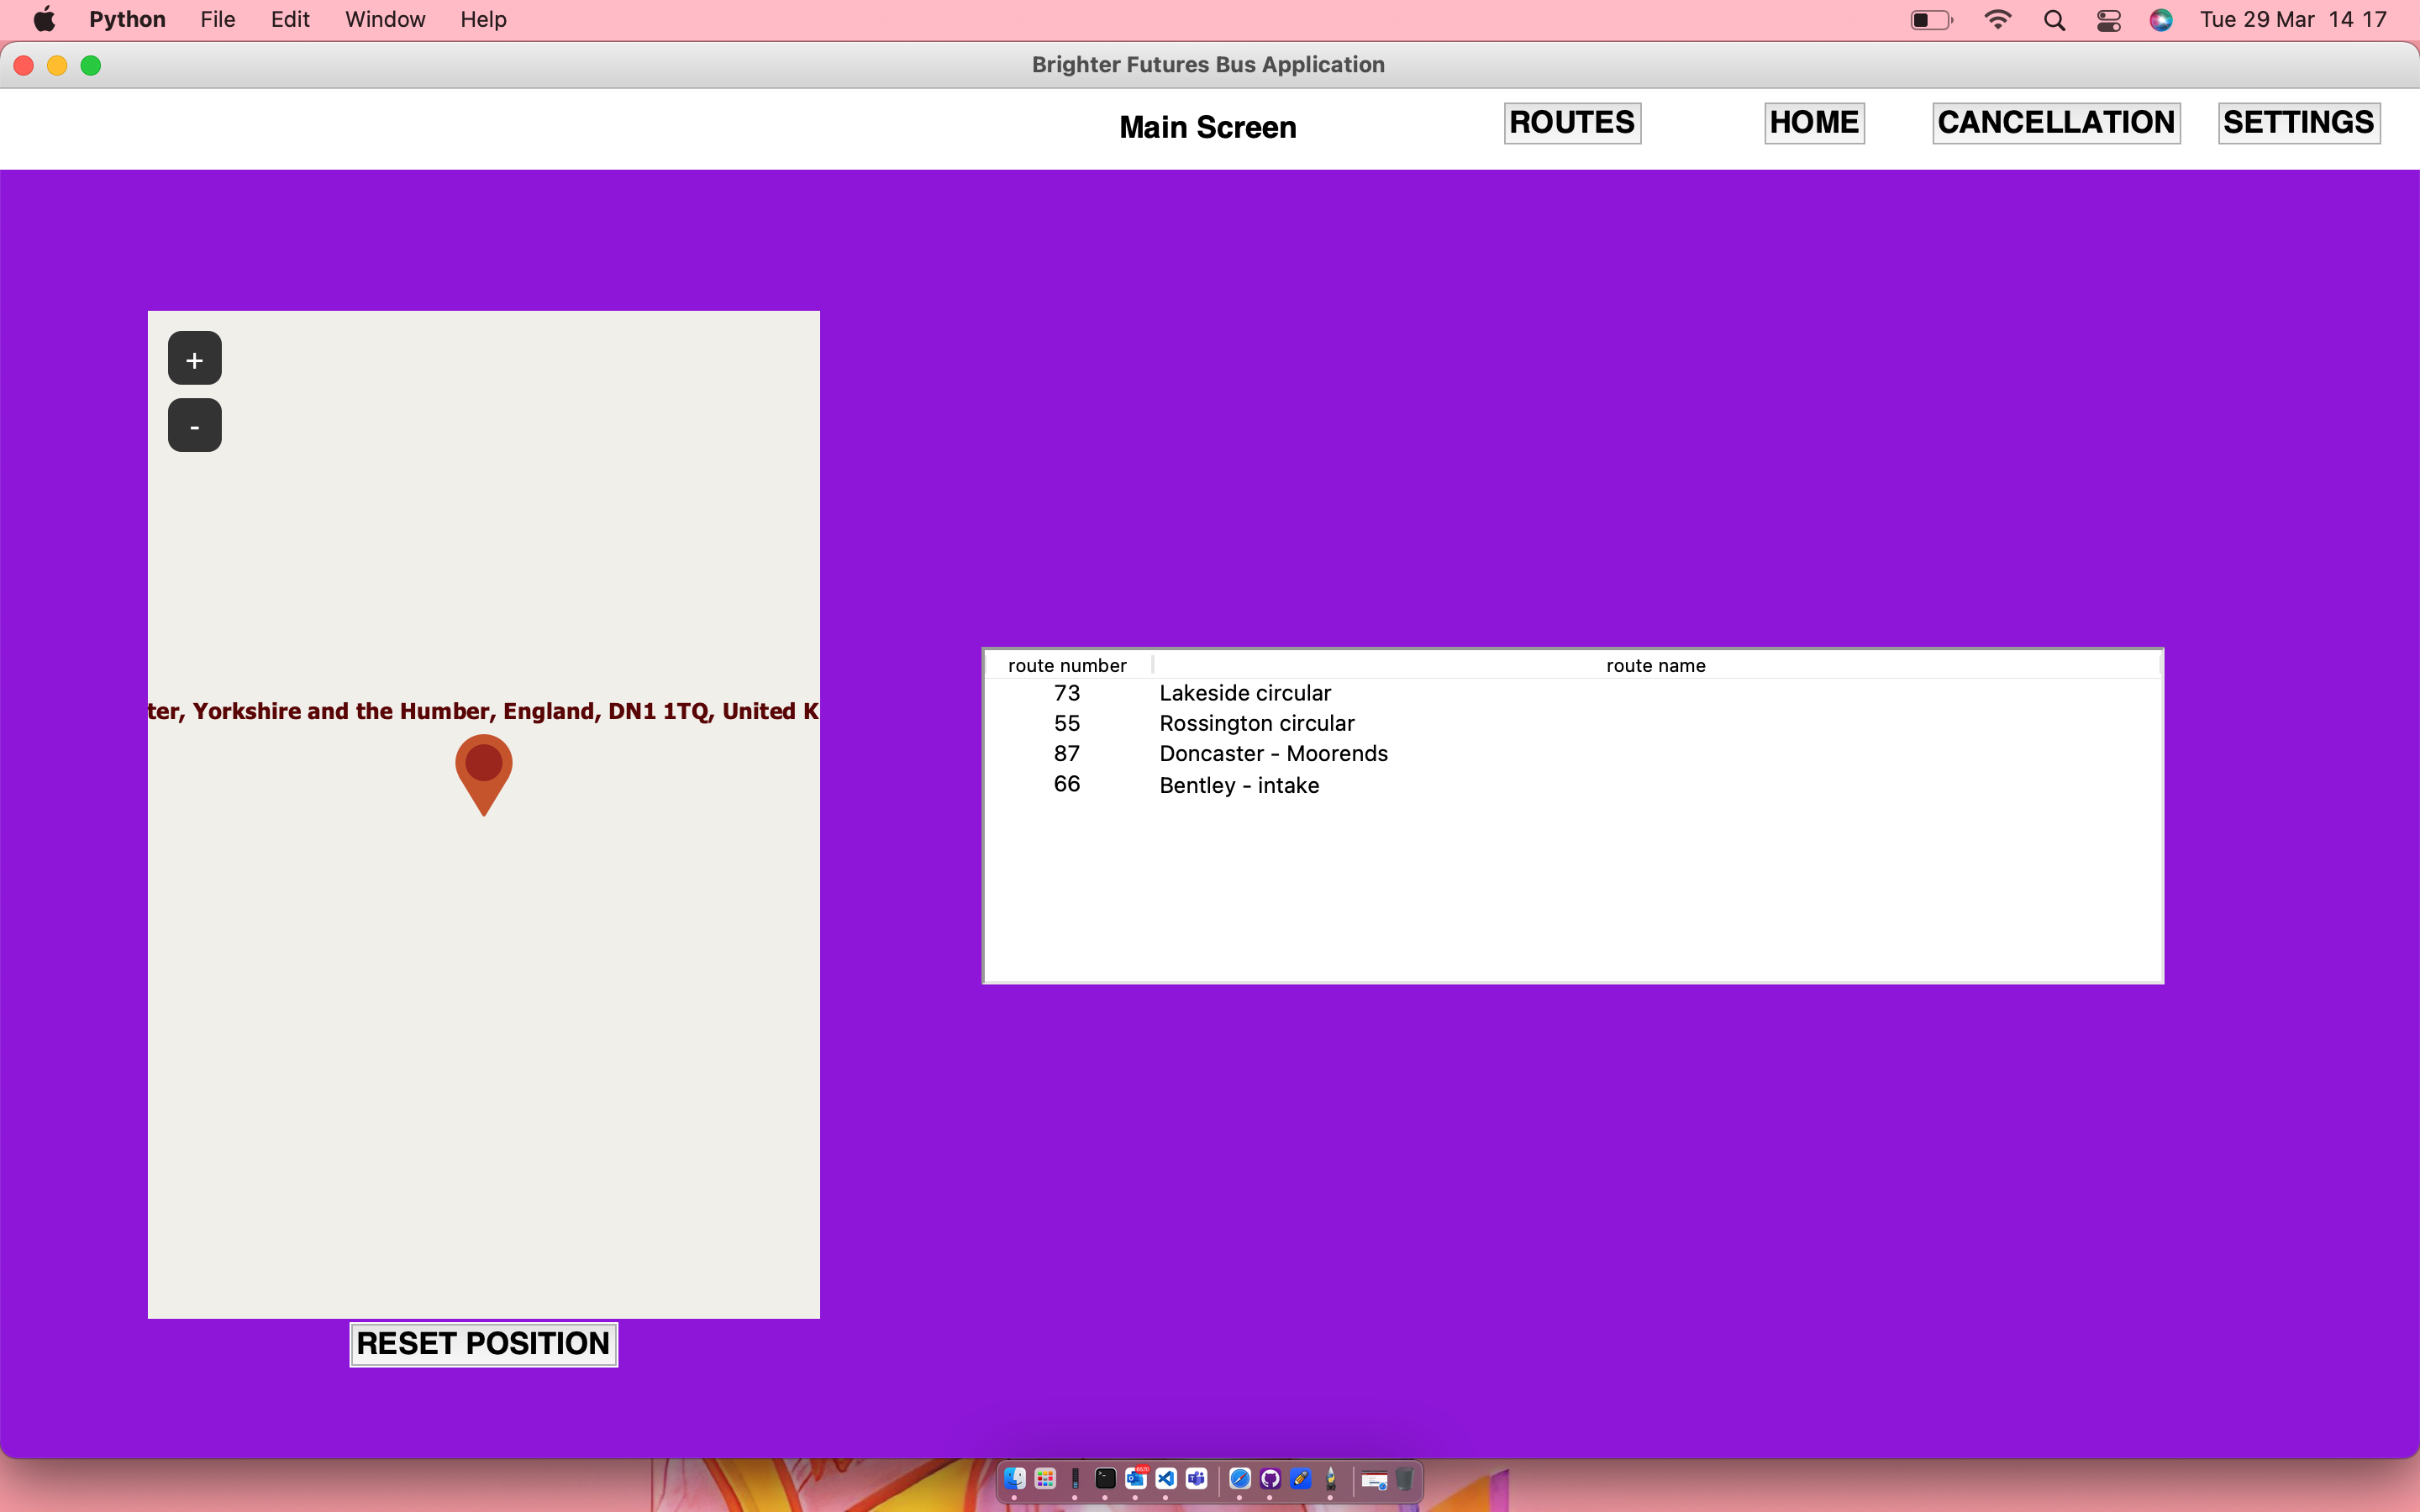 Python File Edit Window Help Tue 29 Mar 14 17
Brighter Futures Bus Application
Main Screen ROUTES HOME CANCELLATION SETTINGS
+
-
ter, Yorkshire and the Humber, England, DN1 1TQ, United K
route number route name
73 Lakeside circular
55 Rossington circular
87 Doncaster - Moorends
66 Bentley - intake
RESET POSITION